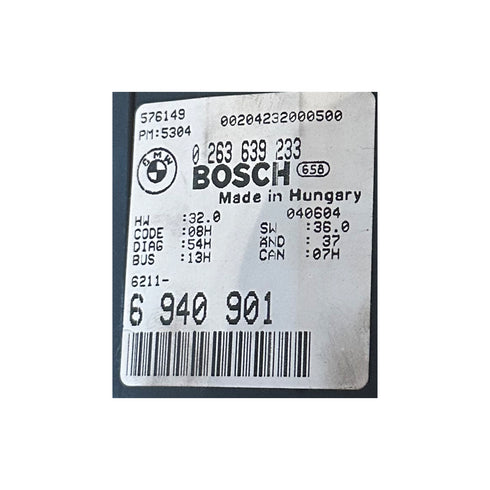 576149 00204232000500
PM:5304
0 263 639 233
BMW
BOSCH 658
Made in Hungary
HW :32.0 040604
CODE :08H SW :36.0
DIAG :54H AND : 37
BUS :13H CAN :07H
6211-
6 940 901